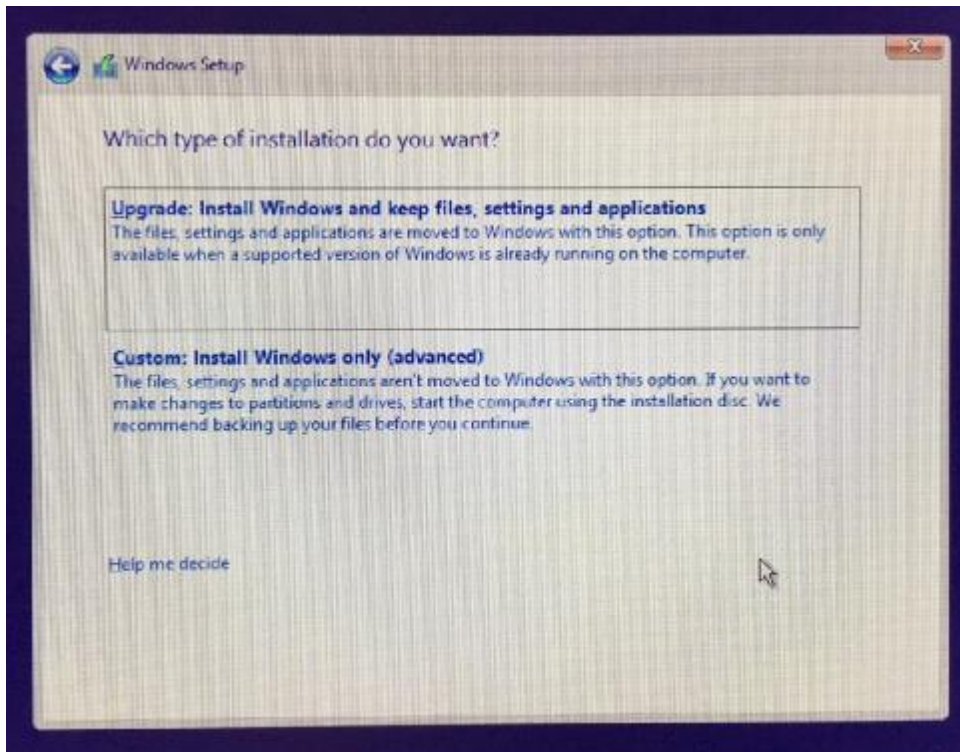 Windows Setup
Which type of installation do you want?
Upgrade: Install Windows and keep files, settings and applications
The files, settings and applications are moved to Windows with this option. This option is only
available when a supported version of Windows is already running on the computer.
Custom: Install Windows only (advanced)
The files, settings and applications aren't moved to Windows with this option. If you want to
make changes to partitions and drives, start the computer using the installation disc. We
recommend backing up your files before you continue.
Help me decide